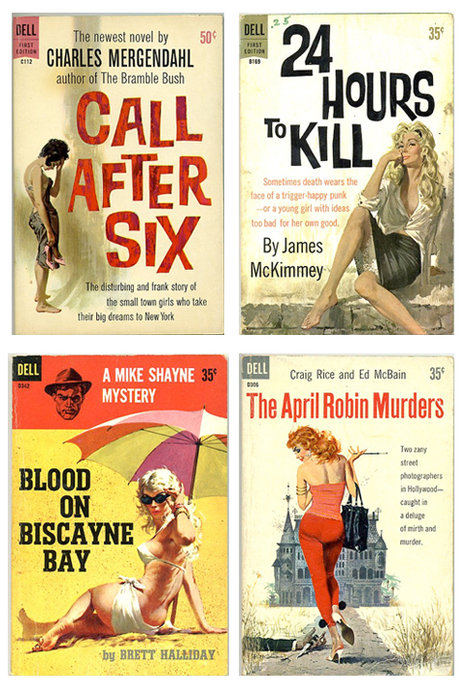 DELL
FIRST
EDITION
C112
The newest novel by
50¢
CHARLES MERGENDAHL
author of The Bramble Bush
CALL
AFTER
SIX
The disturbing and frank story of
the small town girls who take
their big dreams to New York
DELL
FIRST
EDITION
B169
.25
35¢
24
HOURS
TO KILL
Sometimes death wears the
face of a trigger-happy punk
—or a young girl with ideas
too bad for her own good.
By James
McKimmey
DELL
D342
A MIKE SHAYNE
MYSTERY
35¢
BLOOD
ON
BISCAYNE
BAY
by BRETT HALLIDAY
DELL
D306
Craig Rice and Ed McBain
35¢
The April Robin Murders
Two zany
street
photographers
in Hollywood—
caught in
a deluge
of mirth and
murder.